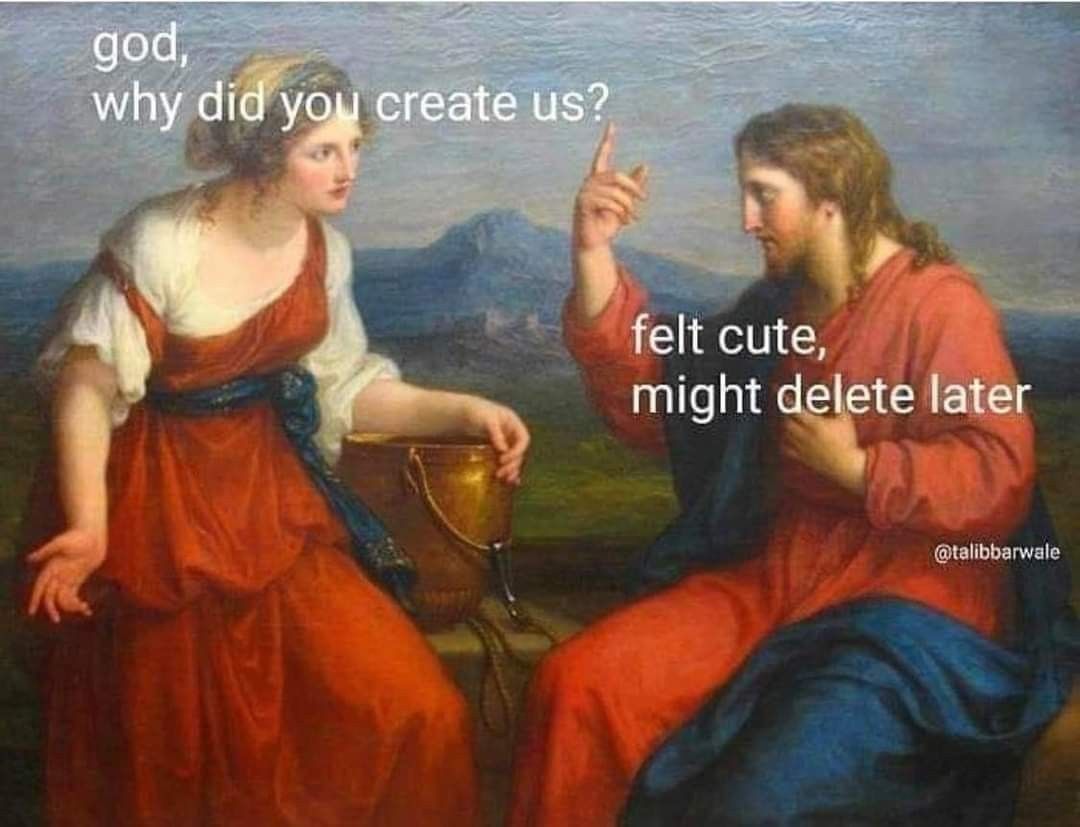 god,
why did you create us?
felt cute,
might delete later
@talibbarwale